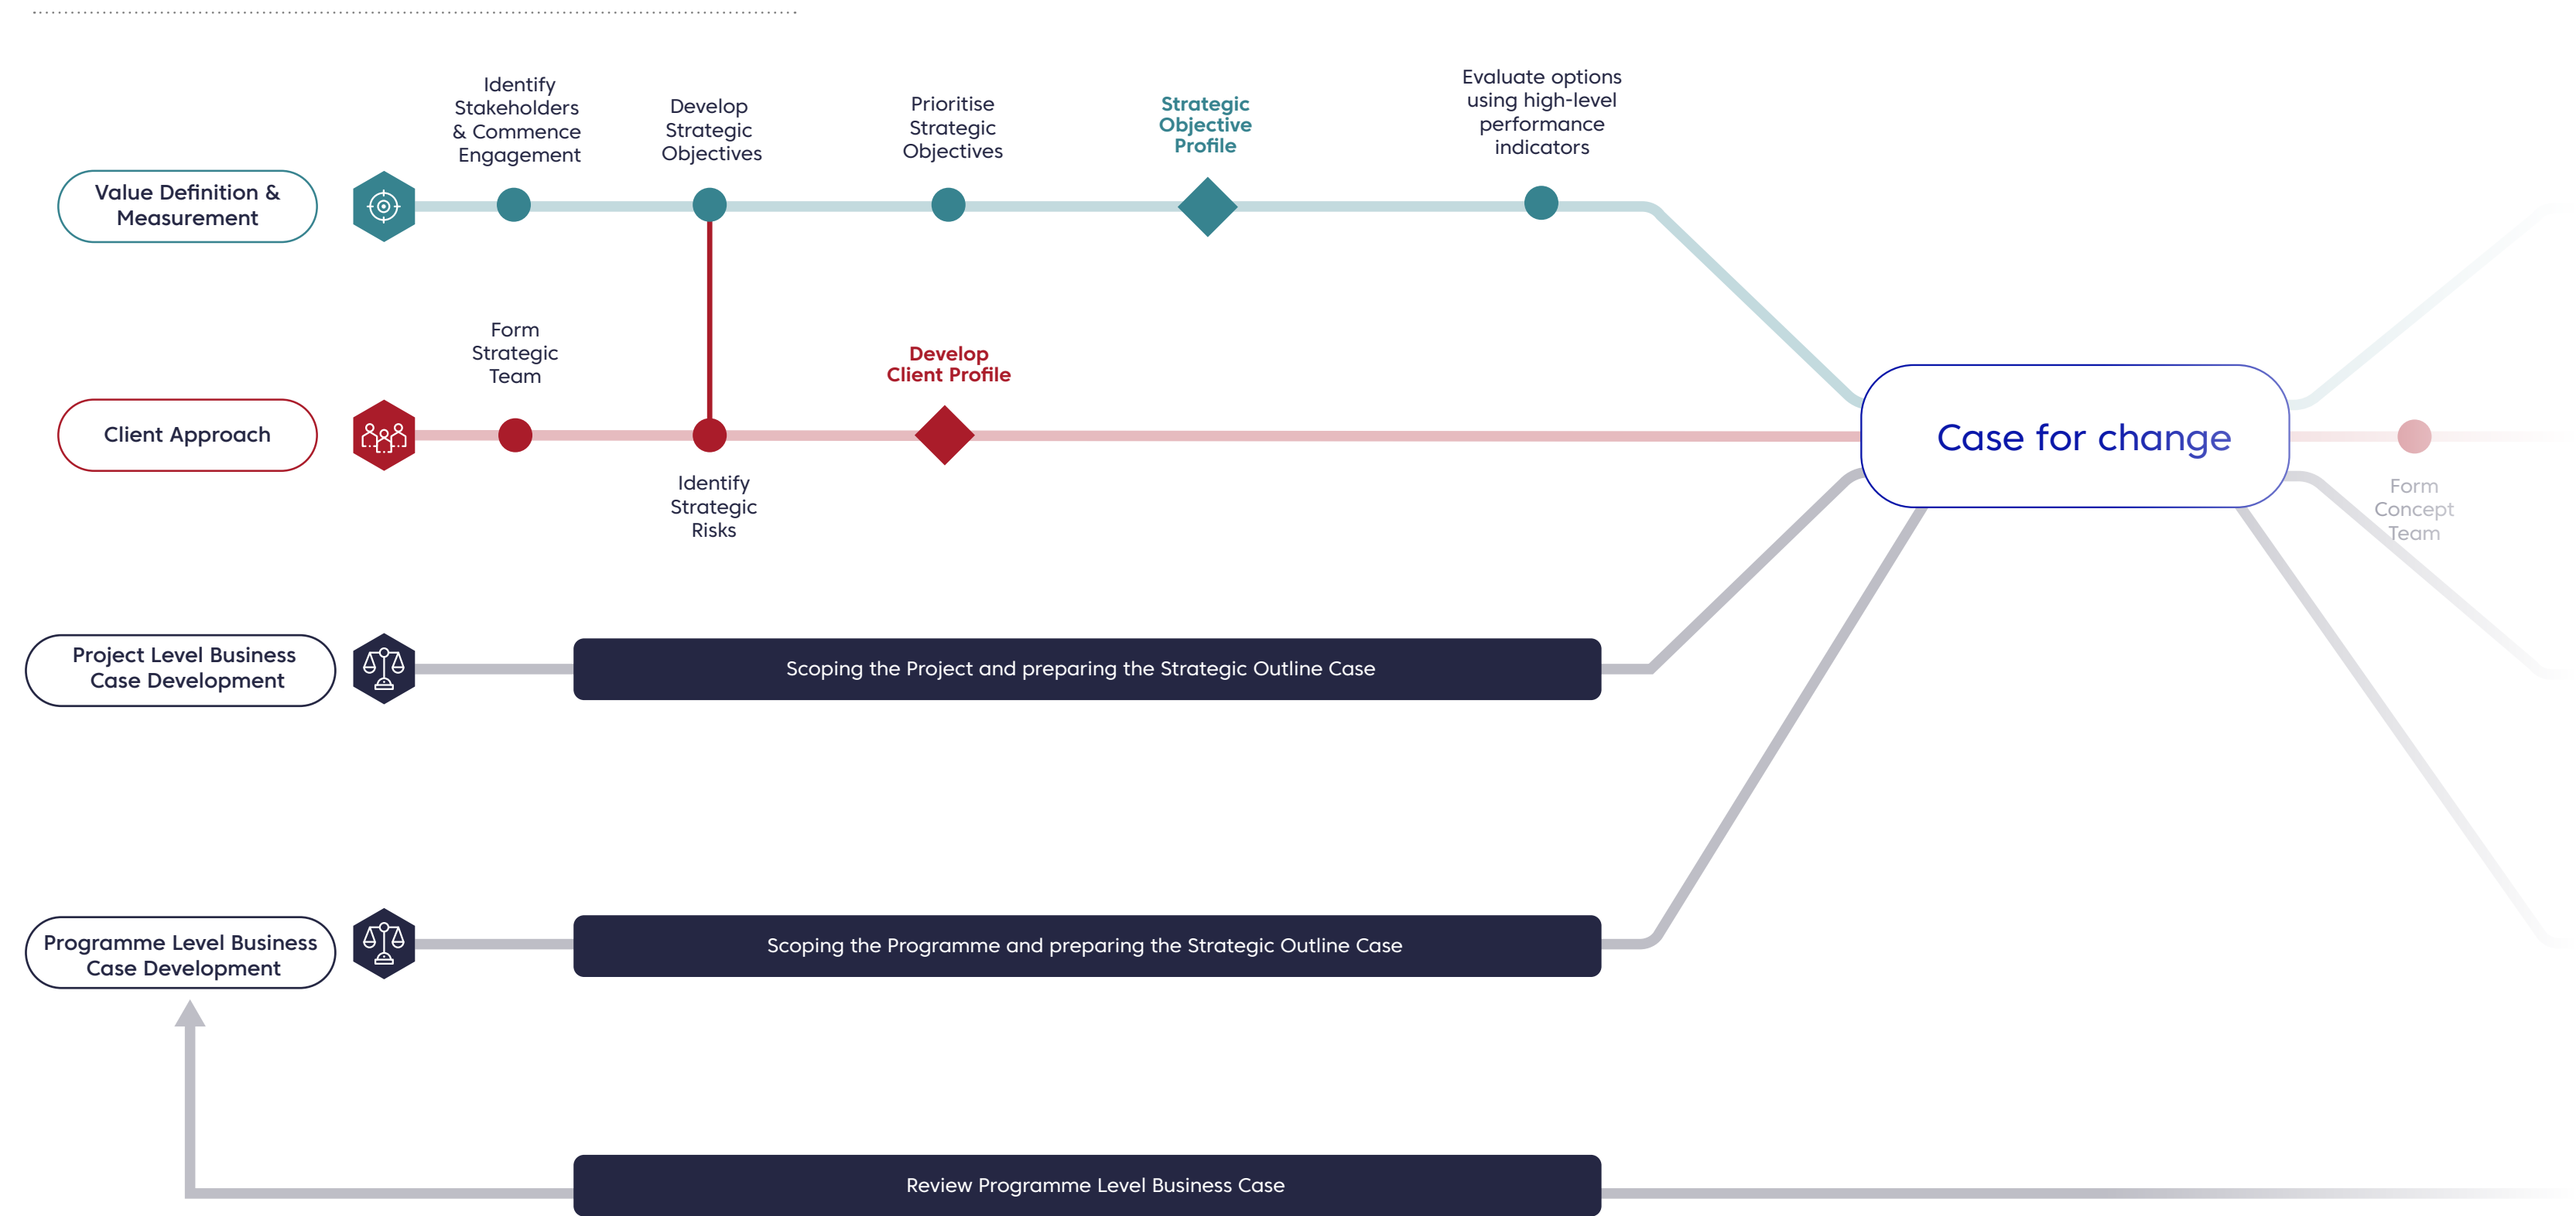 Identify
Stakeholders
& Commence
Engagement
Develop
Strategic
Objectives
Prioritise
Strategic
Objectives
Strategic
Objective
Profile
Evaluate options
using high-level
performance
indicators
Value Definition &
Measurement
Form
Strategic
Team
Develop
Client Profile
Client Approach
Case for change
Identify
Strategic
Risks
Form
Concept
Team
Project Level Business
Case Development
Scoping the Project and preparing the Strategic Outline Case
Programme Level Business
Case Development
Scoping the Programme and preparing the Strategic Outline Case
Review Programme Level Business Case